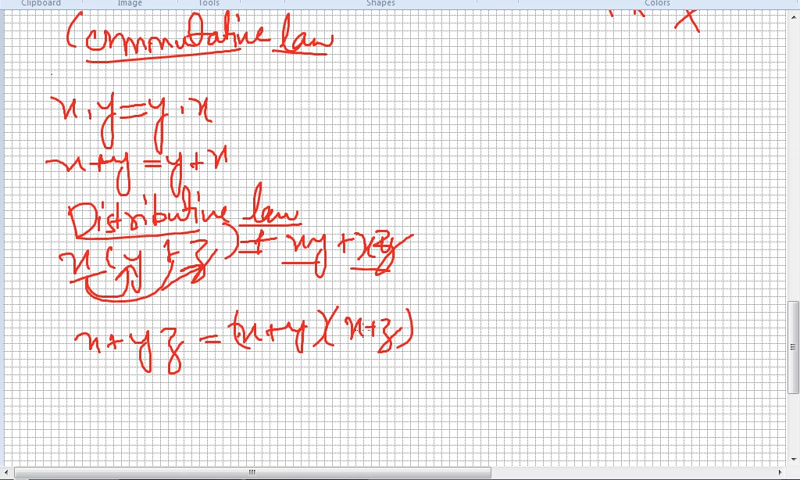 Clipboard Image Tools Shapes Colors
Commutative law
x.y=y.x
x+y=y+x
Distributive law
x(y+z)=xy+xz
x+yz=(x+y)(x+z)